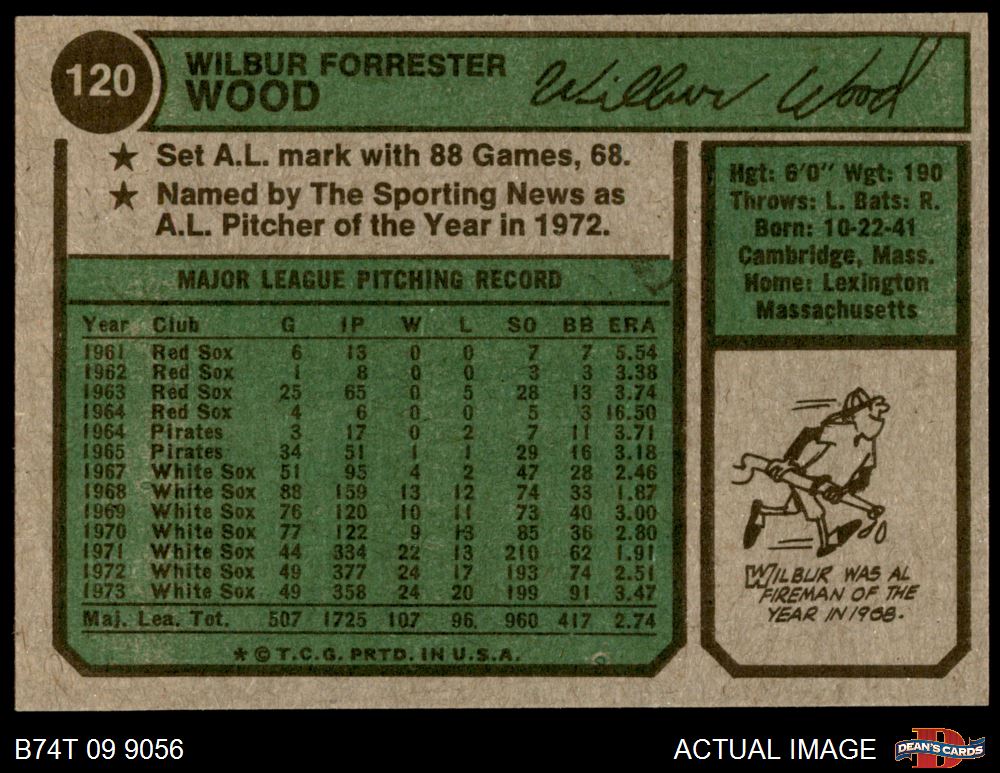 120
WILBUR FORRESTER
WOOD
Wilbur Wood
★ Set A.L. mark with 88 Games, 68.
★ Named by The Sporting News as
A.L. Pitcher of the Year in 1972.
Hgt: 6'0" Wgt: 190
Throws: L. Bats: R.
Born: 10-22-41
Cambridge, Mass.
Home: Lexington
Massachusetts
MAJOR LEAGUE PITCHING RECORD
Year Club G IP W L SO BB ERA
1961 Red Sox 6 13 0 0 7 7 5.54
1962 Red Sox 1 8 0 0 3 3 3.38
1963 Red Sox 25 65 0 5 28 13 3.74
1964 Red Sox 4 6 0 0 5 3 16.50
1964 Pirates 3 17 0 2 7 11 3.71
1965 Pirates 34 51 1 1 29 16 3.18
1967 White Sox 51 95 4 2 47 28 2.46
1968 White Sox 88 159 13 12 74 33 1.87
1969 White Sox 76 120 10 11 73 40 3.00
1970 White Sox 77 122 9 13 85 36 2.80
1971 White Sox 44 334 22 13 210 62 1.91
1972 White Sox 49 377 24 17 193 74 2.51
1973 White Sox 49 358 24 20 199 91 3.47
Maj. Lea. Tot. 507 1725 107 96 960 417 2.74
★ © T.C.G. PRTD. IN U.S.A.
WILBUR WAS AL
FIREMAN OF THE
YEAR IN 1968.
B74T 09 9056
ACTUAL IMAGE
D
DEAN'S CARDS